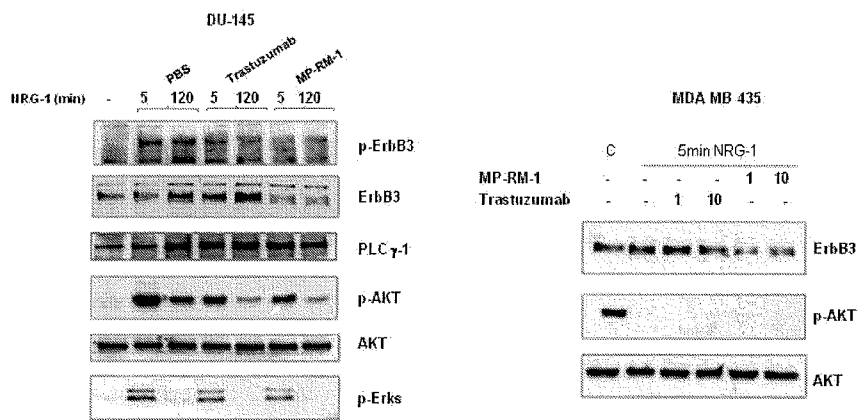 DU-145
PBS
Trastuzumab
MP-RM-1
NRG-1 (min) - 5 120 5 120 5 120
p-ErbB3
ErbB3
PLCγ-1
p-AKT
AKT
p-Erks
MDA MB 435
C 5min NRG-1
MP-RM-1 - - - - 1 10
Trastuzumab - - 1 10 - -
ErbB3
p-AKT
AKT